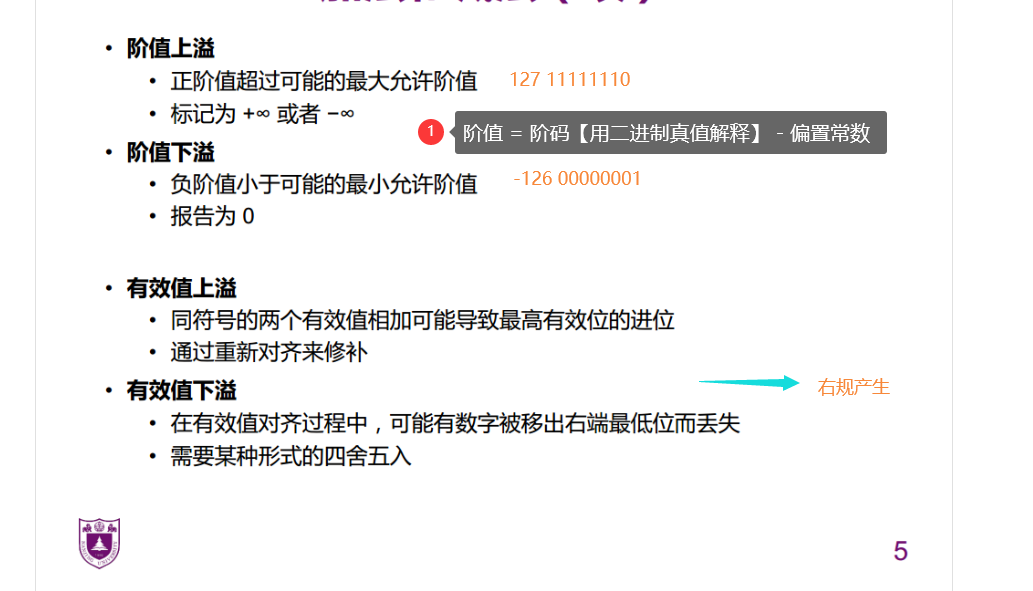 • 阶值上溢
• 正阶值超过可能的最大允许阶值 127 11111110
• 标记为 +∞ 或者 −∞
1 阶值 = 阶码【用二进制真值解释】 - 偏置常数
• 阶值下溢
• 负阶值小于可能的最小允许阶值 -126 00000001
• 报告为 0
• 有效值上溢
• 同符号的两个有效值相加可能导致最高有效位的进位
• 通过重新对齐来修补
• 有效值下溢 右规产生
• 在有效值对齐过程中，可能有数字被移出右端最低位而丢失
• 需要某种形式的四舍五入
5